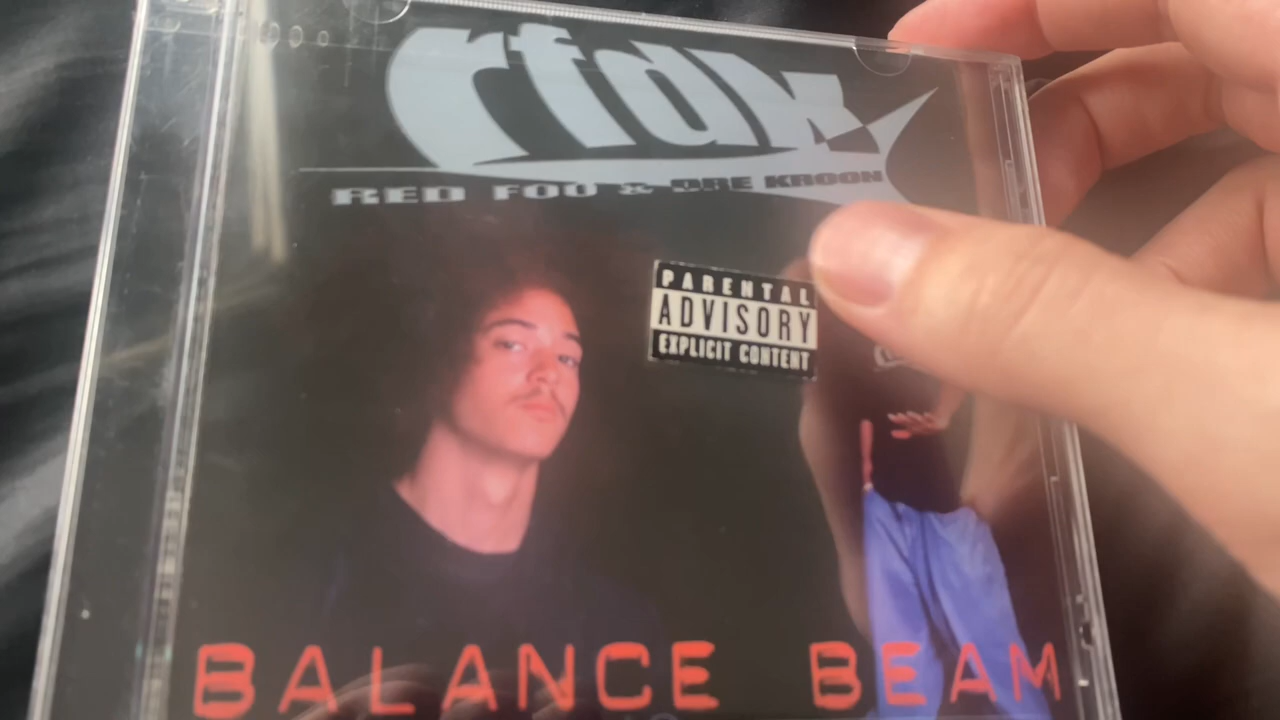 rfdk
RED FOO & DRE KROON
PARENTAL
ADVISORY
EXPLICIT CONTENT
BALANCE BEAM